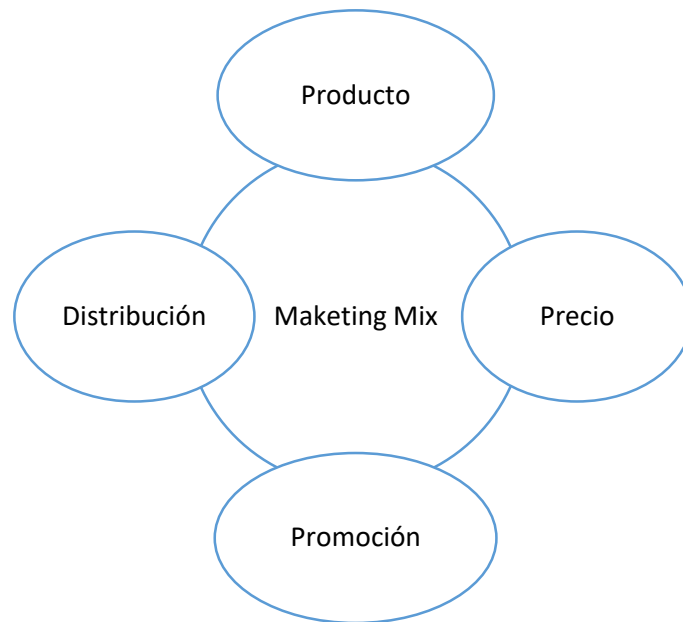 Producto
Distribución
Maketing Mix
Precio
Promoción